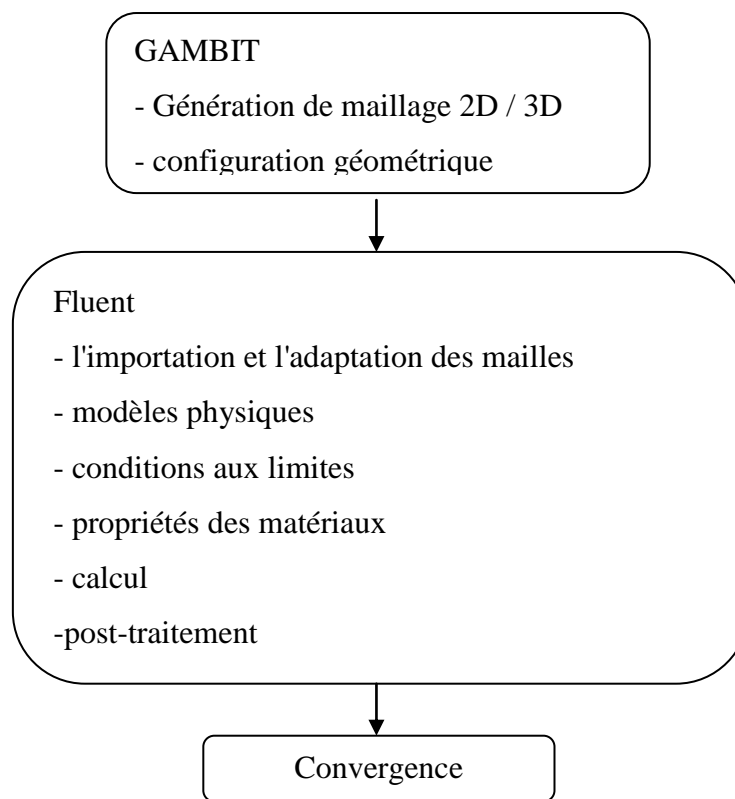 GAMBIT
- Génération de maillage 2D / 3D
- configuration géométrique
Fluent
- l'importation et l'adaptation des mailles
- modèles physiques
- conditions aux limites
- propriétés des matériaux
- calcul
-post-traitement
Convergence